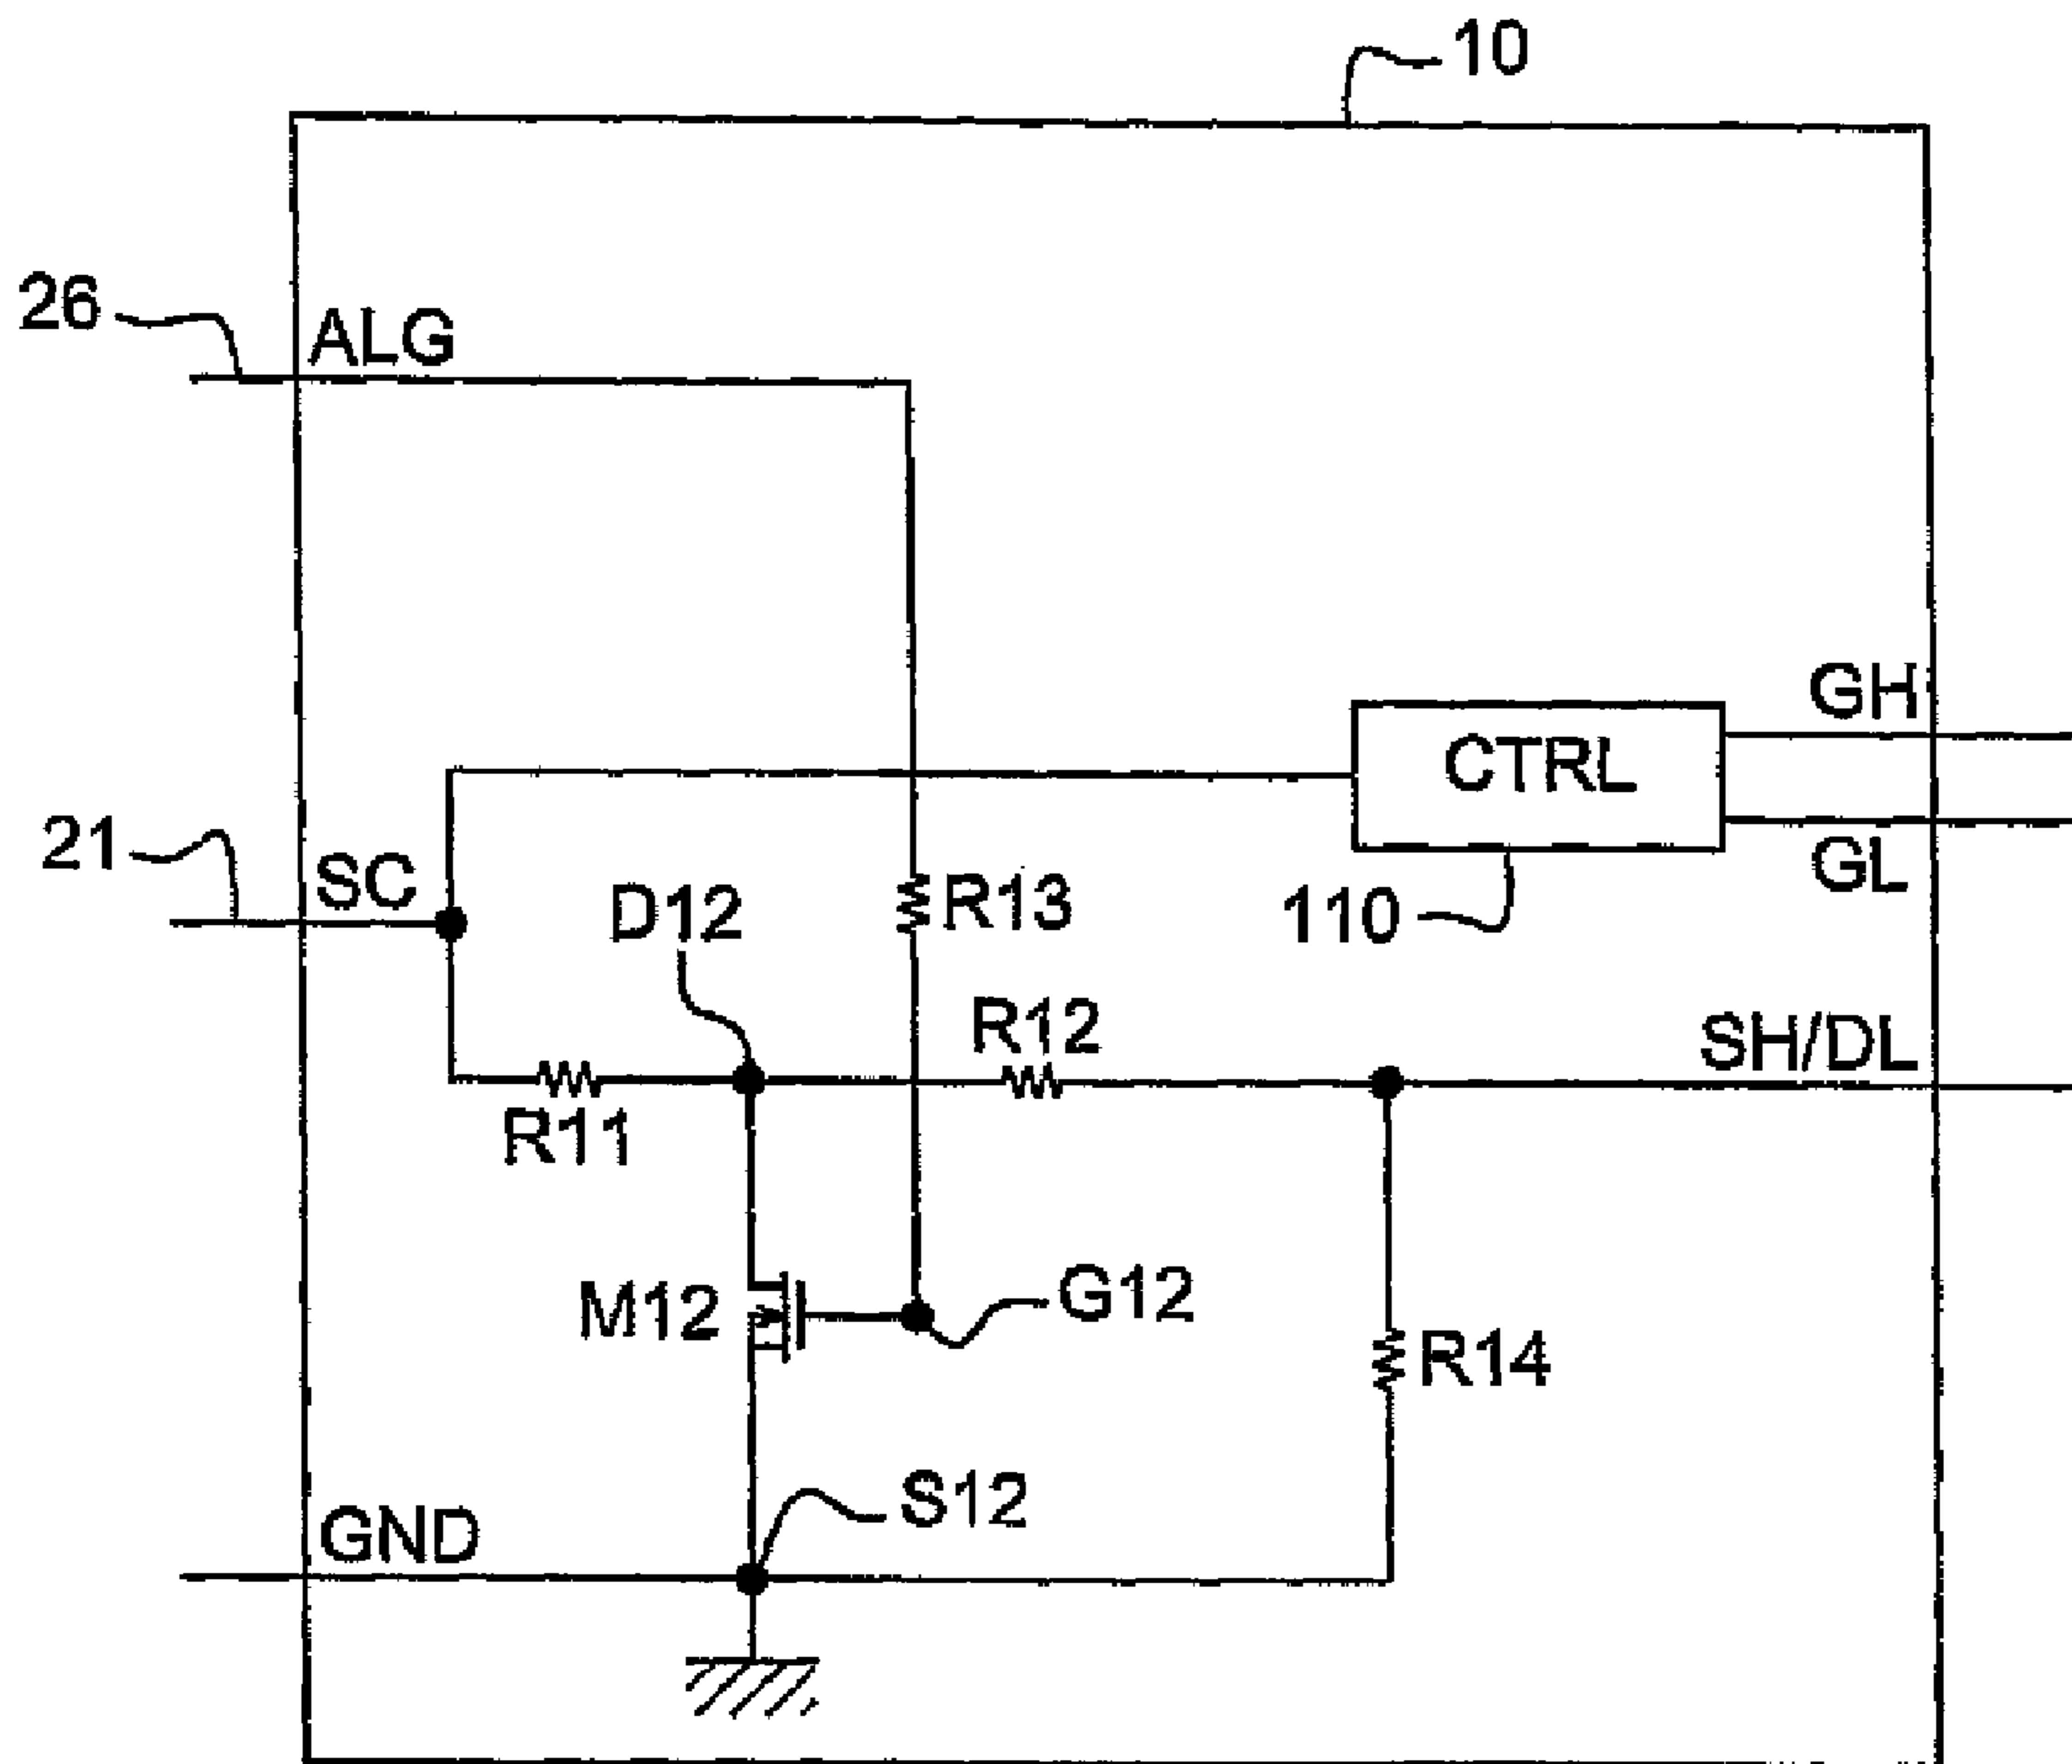 10
26
ALG
GH
CTRL
21
SC
GL
D12
R13
110
R12
SH/DL
R11
M12
G12
R14
S12
GND